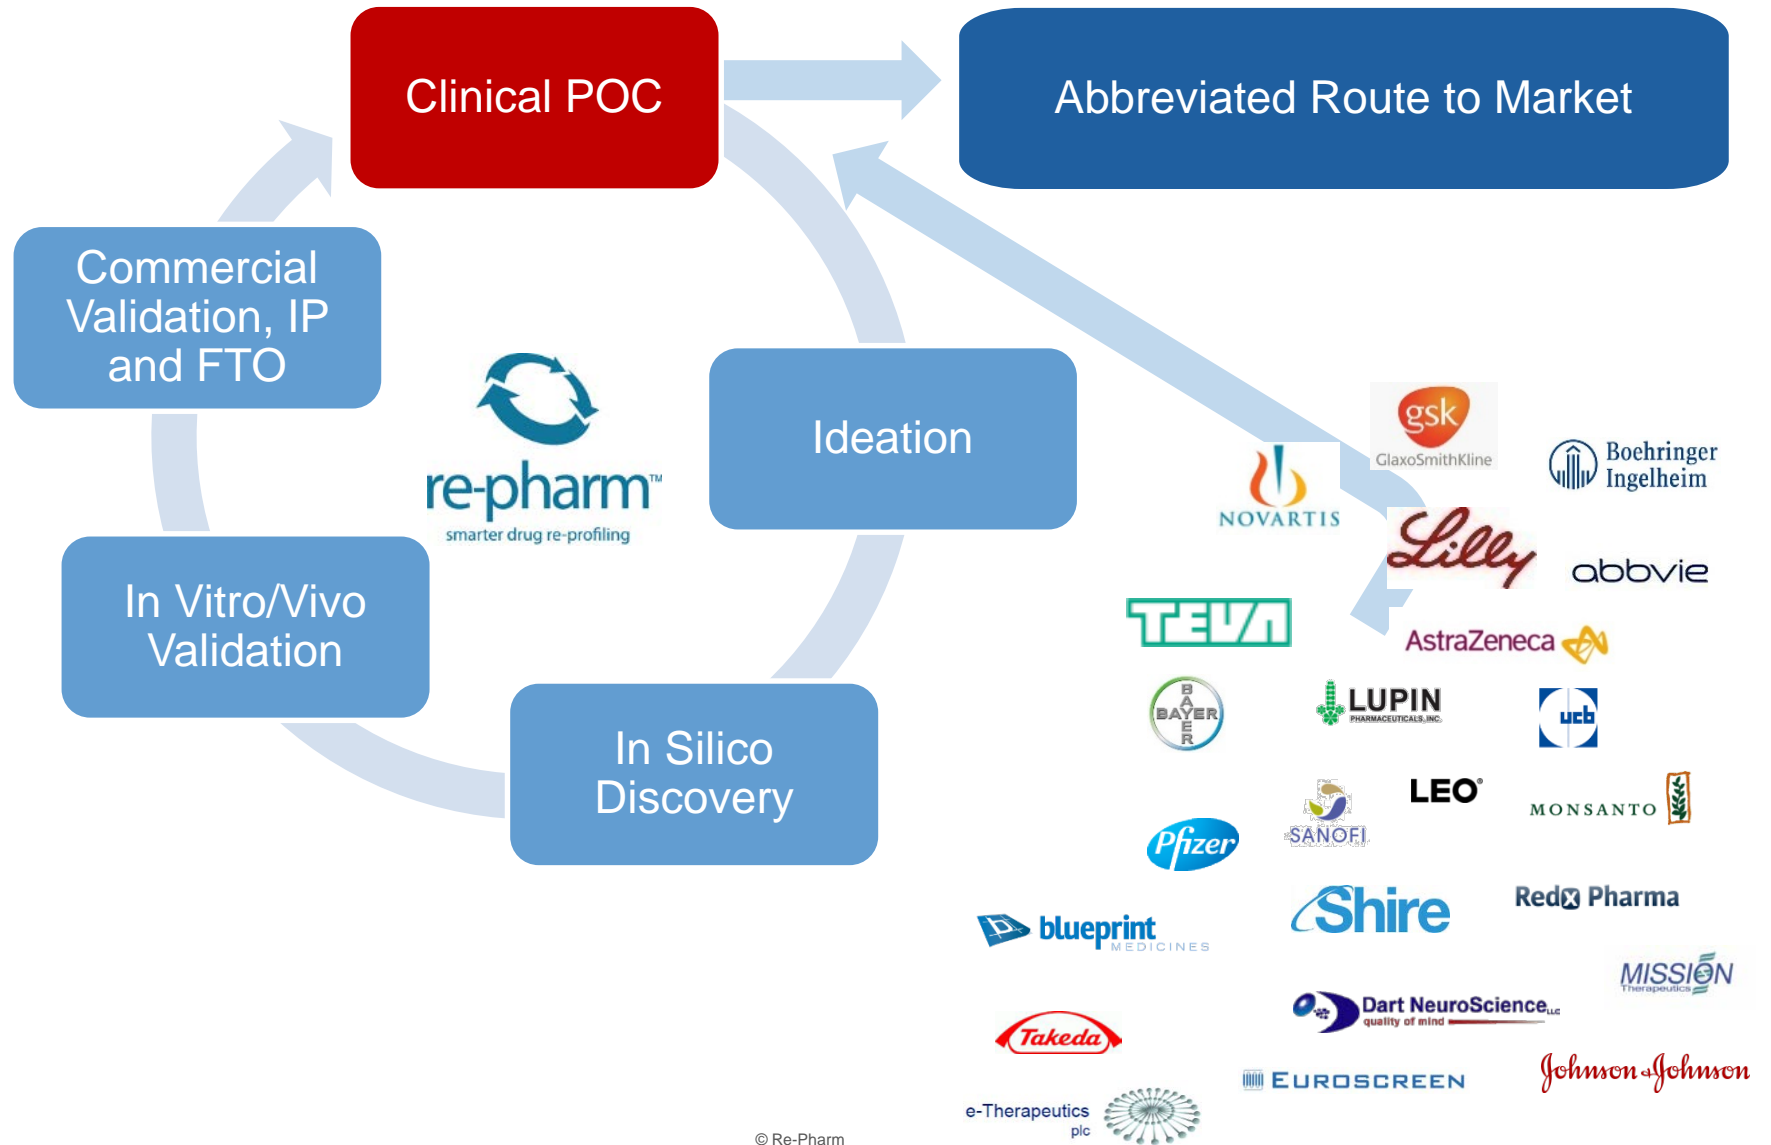 Clinical POC
Abbreviated Route to Market
Commercial
Validation, IP
and FTO
re-pharm™
smarter drug re-profiling
Ideation
In Vitro/Vivo
Validation
In Silico
Discovery
gsk
GlaxoSmithKline
Boehringer
Ingelheim
NOVARTIS
Lilly
abbvie
TEVA
AstraZeneca
BAYER
BAYER
LUPIN
PHARMACEUTICALS, INC.
ucb
SANOFI
LEO®
MONSANTO
Pfizer
Shire
Redx Pharma
blueprint
MEDICINES
MISSION
Therapeutics
Dart NeuroScience LLC
quality of mind
Takeda
EUROSCREEN
Johnson & Johnson
e-Therapeutics
plc
© Re-Pharm